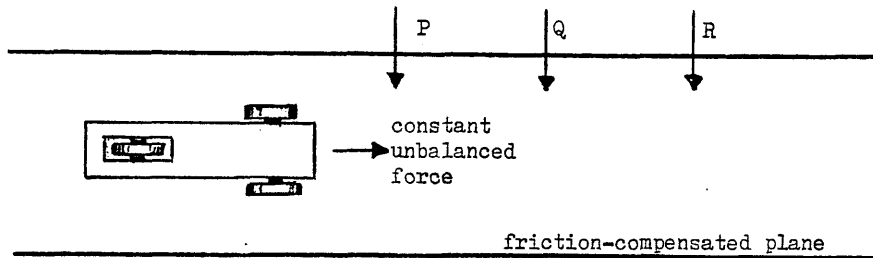 P Q R
constant
unbalanced
force
friction-compensated plane